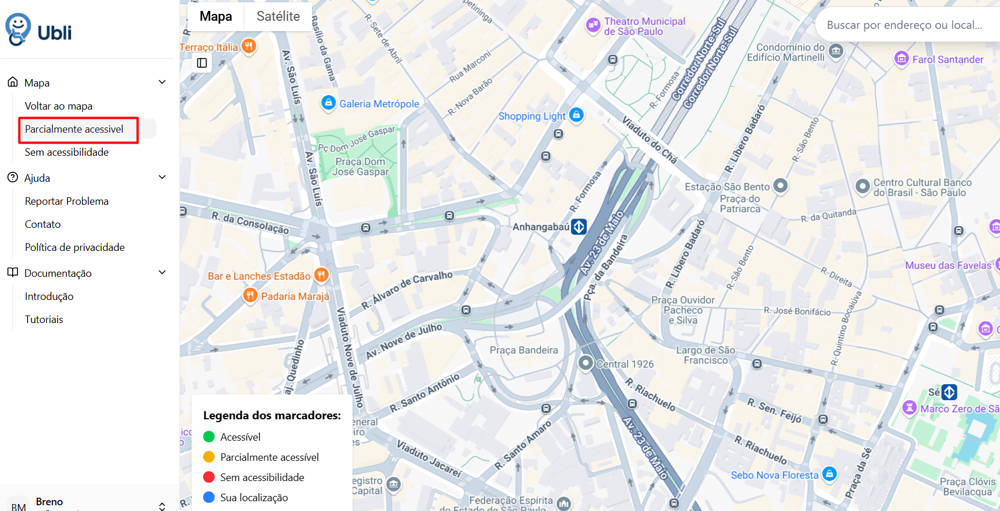 Ubli
Mapa
Voltar ao mapa
Parcialmente acessivel
Sem acessibilidade
Ajuda
Reportar Problema
Contato
Política de privacidade
Documentação
Introdução
Tutoriais
BM
Breno
Mapa
Satélite
Buscar por endereço ou local...
Terraço Itália
Av. São Luís
Basílio da Gama
R. Sete de Abril
Rua Marconi
R. Nova Barão
Galeria Metrópole
Theatro Municipal
de São Paulo
Corredor Norte-Sul
Corredor Norte-Sul
R. Formosa
Condomínio do
Edifício Martinelli
Farol Santander
Shopping Light
Viaduto do Chá
R. Líbero Badaró
R. São Bento
Pç Dom José Gaspar
Praça Dom
José Gaspar
Av. São Luís
R. Formosa
Estação São Bento
Praça do
Patriarca
Centro Cultural Banco
do Brasil - São Paulo
R. da Consolação
Anhangabaú
Av. 23 de Maio
Pça. da Bandeira
R. Líbero Badaró
R. da Quitanda
R. São Bento
Museu das Favelas
R. Direita
Bar e Lanches Estadão
Padaria Marajá
R. Álvaro de Carvalho
Praça Ouvidor
Pacheco
e Silva
R. José Bonifácio
R. Quintino Bocaiúva
Viaduto Nove de Julho
Av. Nove de Julho
Praça Bandeira
Largo de São
Francisco
Central 1926
aj. Quedinho
R. Santo Antônio
R. Riachuelo
R. Sen. Feijó
Sé
Marco Zero de Sã
Legenda dos marcadores:
Acessível
Parcialmente acessível
Sem acessibilidade
Sua localização
eneral
iro
es
Viaduto Jacareí
R. Santo Amaro
Av. 23 de Maio
R. Riachuelo
Praça da Sé
Sebo Nova Floresta
Praça Clóvis
Bevilacqua
egistro
Capital
Federação Espírita
do Estado de São Paulo